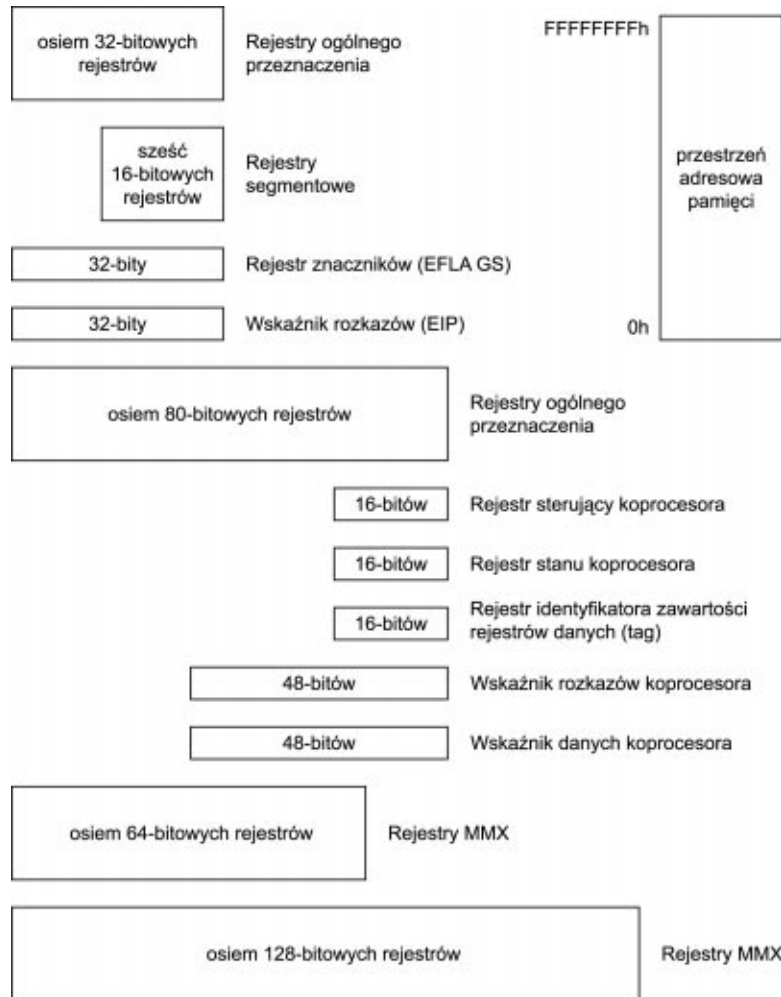 osiem 32-bitowych
rejestrów
Rejestry ogólnego
przeznaczenia
FFFFFFFFh
sześć
16-bitowych
rejestrów
Rejestry
segmentowe
przestrzeń
adresowa
pamięci
32-bity
Rejestr znaczników (EFLA GS)
32-bity
Wskaźnik rozkazów (EIP)
0h
osiem 80-bitowych rejestrów
Rejestry ogólnego
przeznaczenia
16-bitów
Rejestr sterujący koprocesora
16-bitów
Rejestr stanu koprocesora
16-bitów
Rejestr identyfikatora zawartości
rejestrów danych (tag)
48-bitów
Wskaźnik rozkazów koprocesora
48-bitów
Wskaźnik danych koprocesora
osiem 64-bitowych rejestrów
Rejestry MMX
osiem 128-bitowych rejestrów
Rejestry MMX